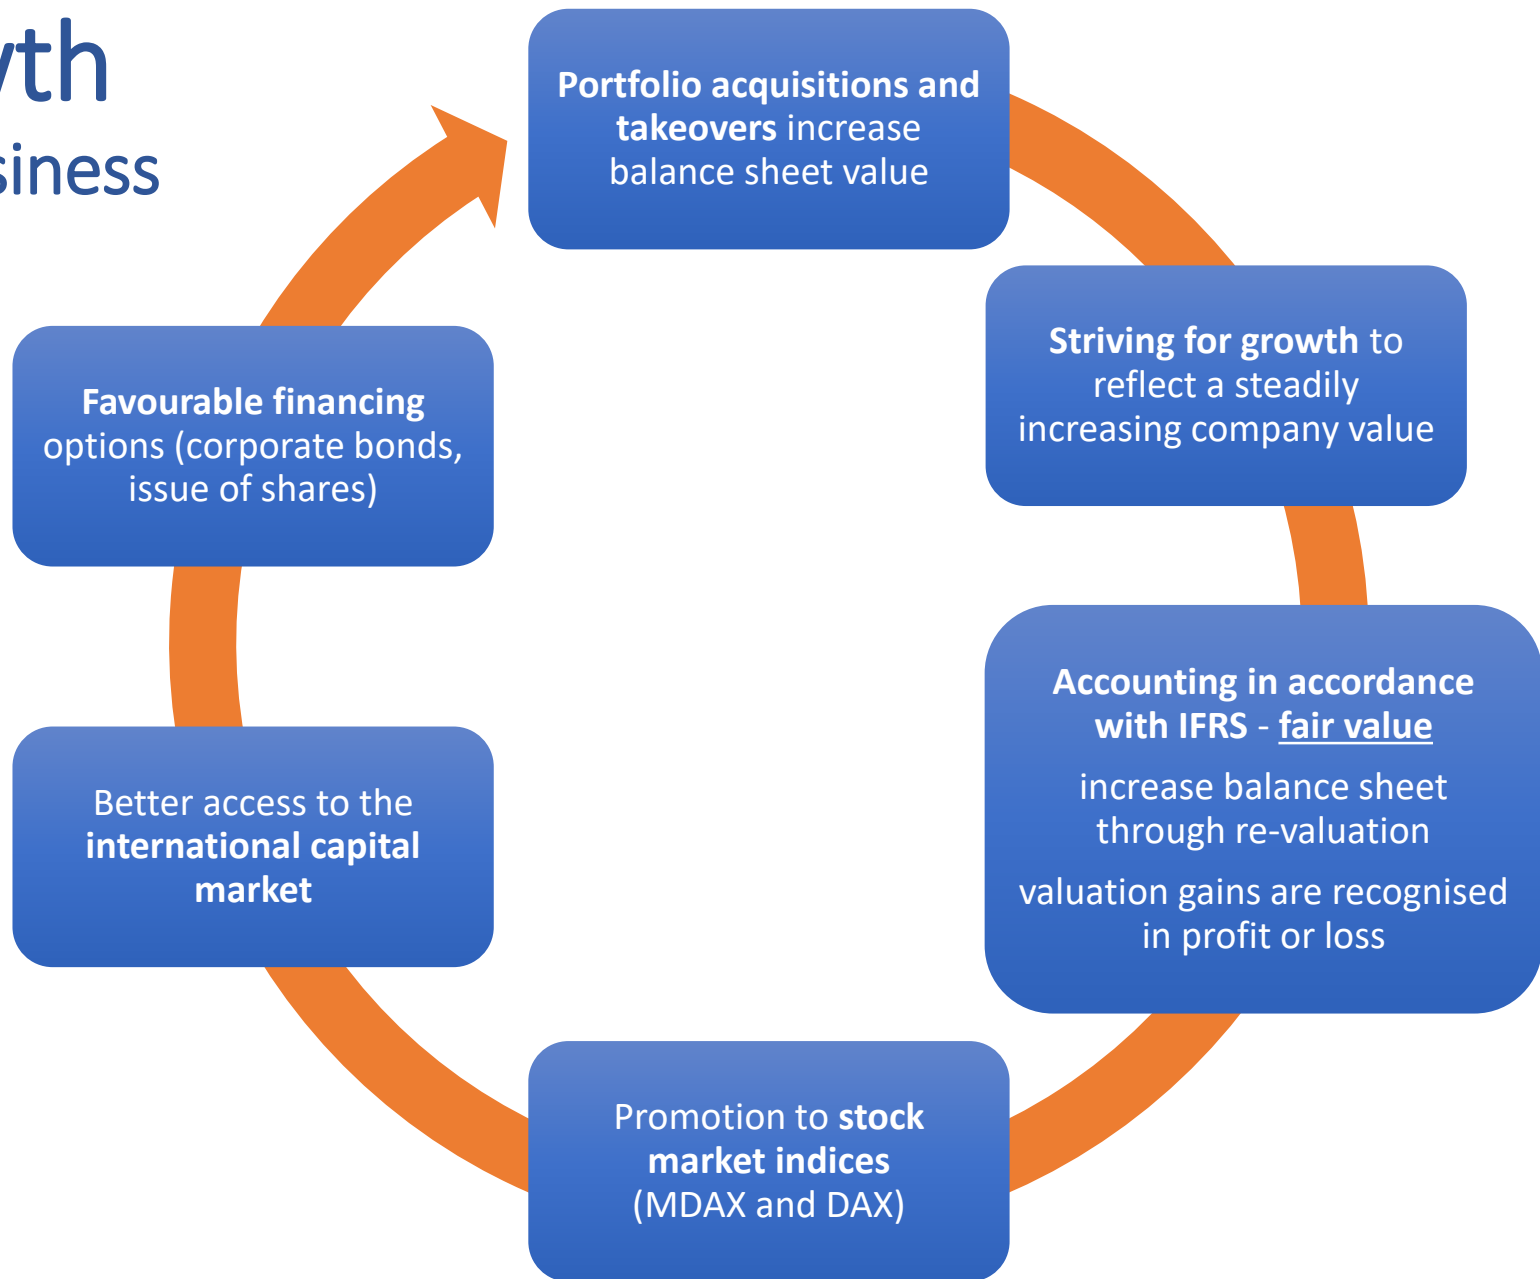 Portfolio acquisitions and
takeovers increase
balance sheet value
Striving for growth to
reflect a steadily
increasing company value
Accounting in accordance
with IFRS - fair value
increase balance sheet
through re-valuation
valuation gains are recognised
in profit or loss
Promotion to stock
market indices
(MDAX and DAX)
Better access to the
international capital
market
Favourable financing
options (corporate bonds,
issue of shares)